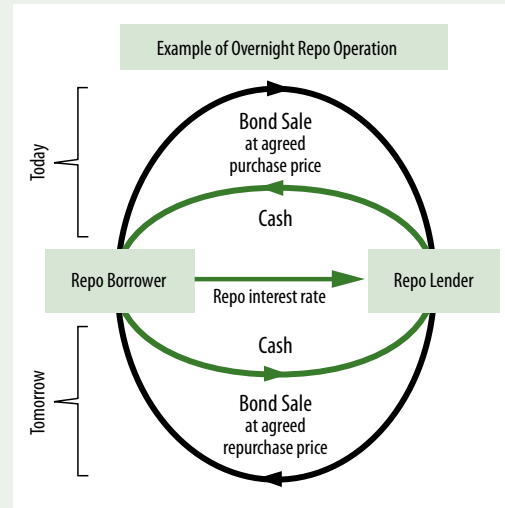 Example of Overnight Repo Operation
Today
Bond Sale
at agreed
purchase price
Cash
Repo Borrower
Repo interest rate
Repo Lender
Tomorrow
Cash
Bond Sale
at agreed
repurchase price